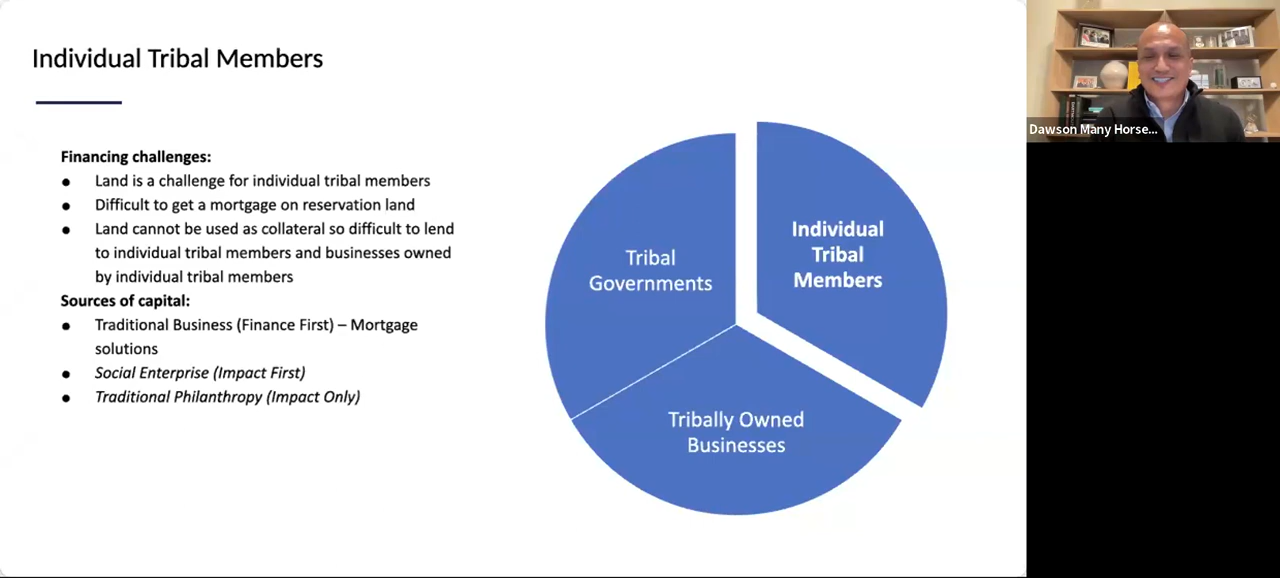 Individual Tribal Members
Financing challenges:
● Land is a challenge for individual tribal members
● Difficult to get a mortgage on reservation land
● Land cannot be used as collateral so difficult to lend
to individual tribal members and businesses owned
by individual tribal members
Sources of capital:
● Traditional Business (Finance First) – Mortgage
solutions
● Social Enterprise (Impact First)
● Traditional Philanthropy (Impact Only)
Tribal
Governments
Individual
Tribal
Members
Tribally Owned
Businesses
Dawson Many Horse...